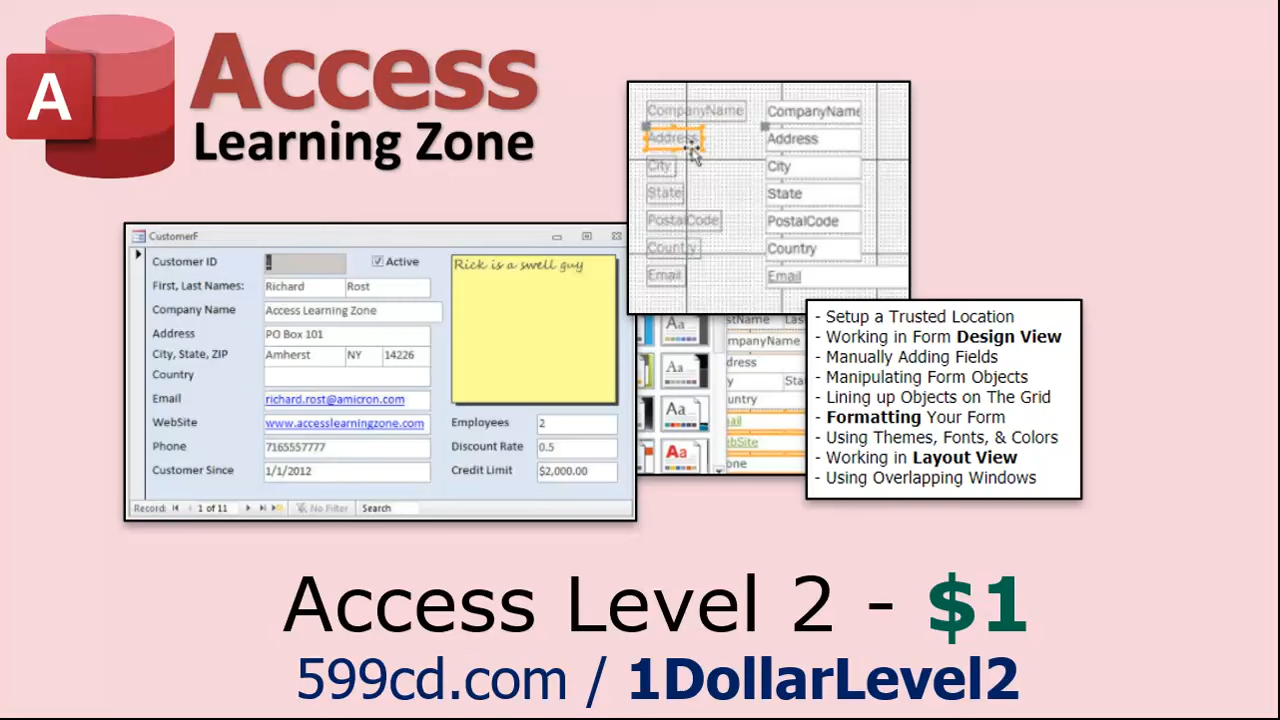 A
Access
Learning Zone
CompanyName CompanyName
Address Address
City City
State State
PostalCode PostalCode
Country Country
Email Email
CustomerF
Customer ID Active
First, Last Names: Richard Rost
Company Name Access Learning Zone
Address PO Box 101
City, State, ZIP Amherst NY 14226
Country
Email richard.rost@amicron.com
WebSite www.accesslearningzone.com
Phone 7165557777
Customer Since 1/1/2012
Rick is a swell guy
Employees 2
Discount Rate 0.5
Credit Limit $2,000.00
Record: 1 of 11 No Filter Search
Aa
Aa
Aa
Aa
- Setup a Trusted Location
- Working in Form Design View
- Manually Adding Fields
- Manipulating Form Objects
- Lining up Objects on The Grid
- Formatting Your Form
- Using Themes, Fonts, & Colors
- Working in Layout View
- Using Overlapping Windows
Access Level 2 - $1
599cd.com / 1DollarLevel2